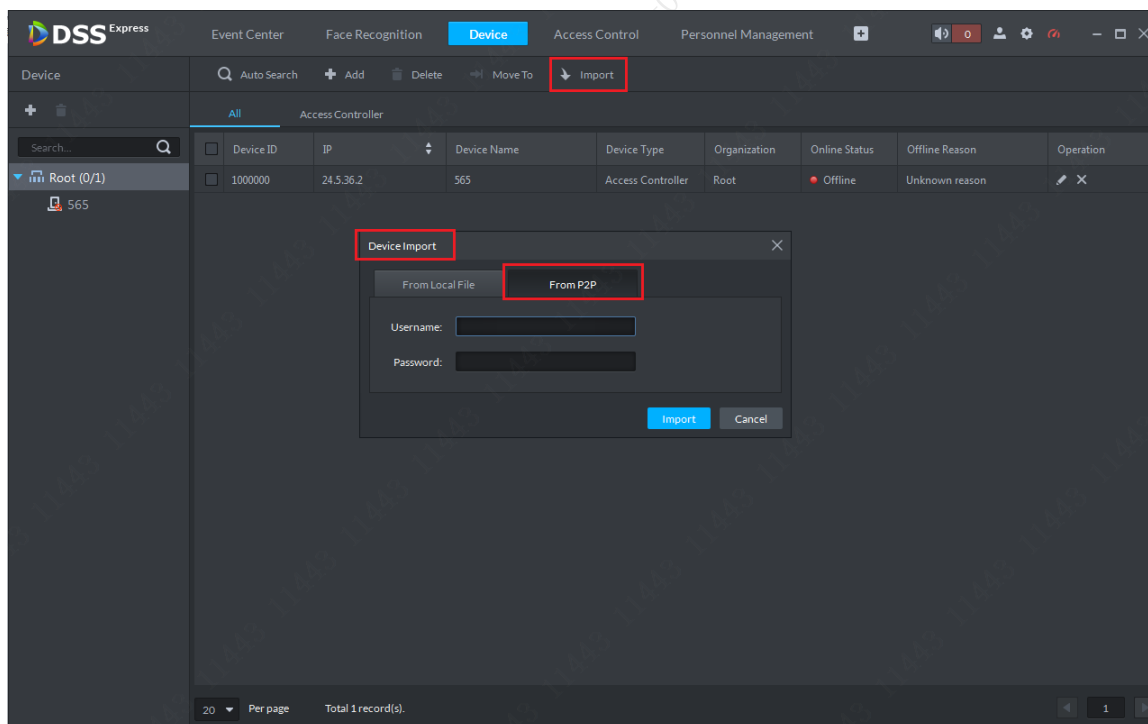 DSS Express Event Center Face Recognition Device Access Control Personnel Management 0
Device Auto Search Add Delete Move To Import
All Access Controller
Search...
Device ID IP Device Name Device Type Organization Online Status Offline Reason Operation
Root (0/1)
1000000 24.5.36.2 565 Access Controller Root Offline Unknown reason
565
Device Import
From Local File From P2P
Username:
Password:
Import Cancel
20 Per page Total 1 record(s). 1